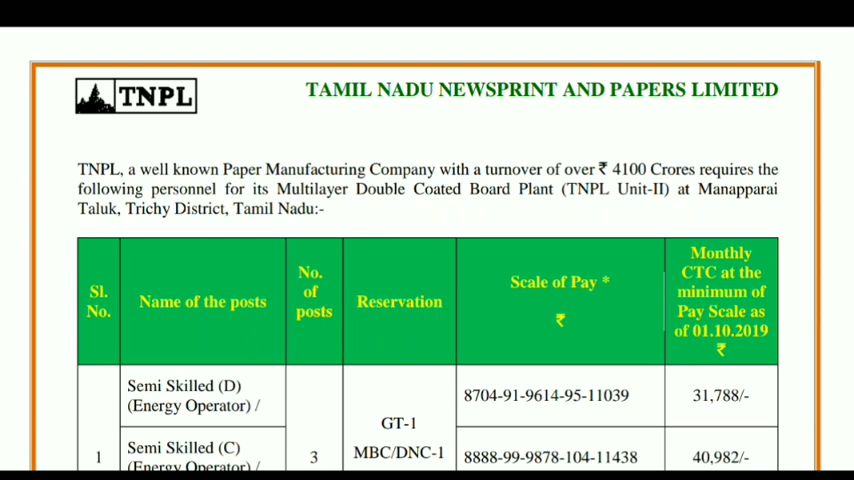 TNPL
TAMIL NADU NEWSPRINT AND PAPERS LIMITED
TNPL, a well known Paper Manufacturing Company with a turnover of over ₹ 4100 Crores requires the
following personnel for its Multilayer Double Coated Board Plant (TNPL Unit-II) at Manapparai
Taluk, Trichy District, Tamil Nadu:-
Sl.
No.
Name of the posts
No.
of
posts
Reservation
Scale of Pay *
₹
Monthly
CTC at the
minimum of
Pay Scale as
of 01.10.2019
₹
Semi Skilled (D)
(Energy Operator) /
8704-91-9614-95-11039
31,788/-
1
Semi Skilled (C)
(Energy Operator) /
3
GT-1
MBC/DNC-1
8888-99-9878-104-11438
40,982/-